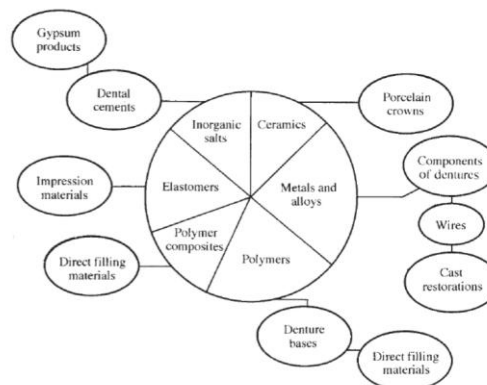 Gypsum
products
Dental
cements
Inorganic
salts
Ceramics
Porcelain
crowns
Elastomers
Metals and
alloys
Components
of dentures
Impression
materials
Polymer
composites
Wires
Direct filling
materials
Polymers
Cast
restorations
Denture
bases
Direct filling
materials